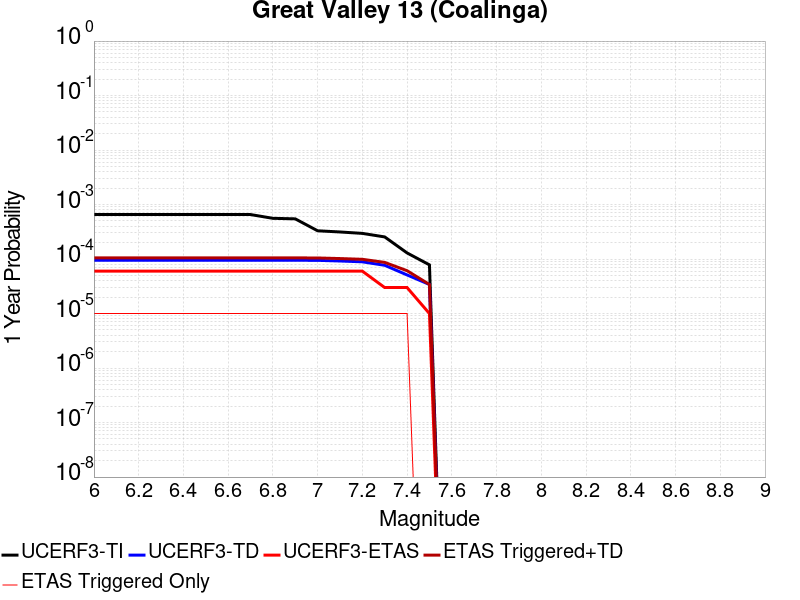 Great Valley 13 (Coalinga)
10^0
10^-1
10^-2
10^-3
10^-4
10^-5
10^-6
10^-7
10^-8
1 Year Probability
6 6.2 6.4 6.6 6.8 7 7.2 7.4 7.6 7.8 8 8.2 8.4 8.6 8.8 9
Magnitude
UCERF3-TI UCERF3-TD UCERF3-ETAS ETAS Triggered+TD
ETAS Triggered Only